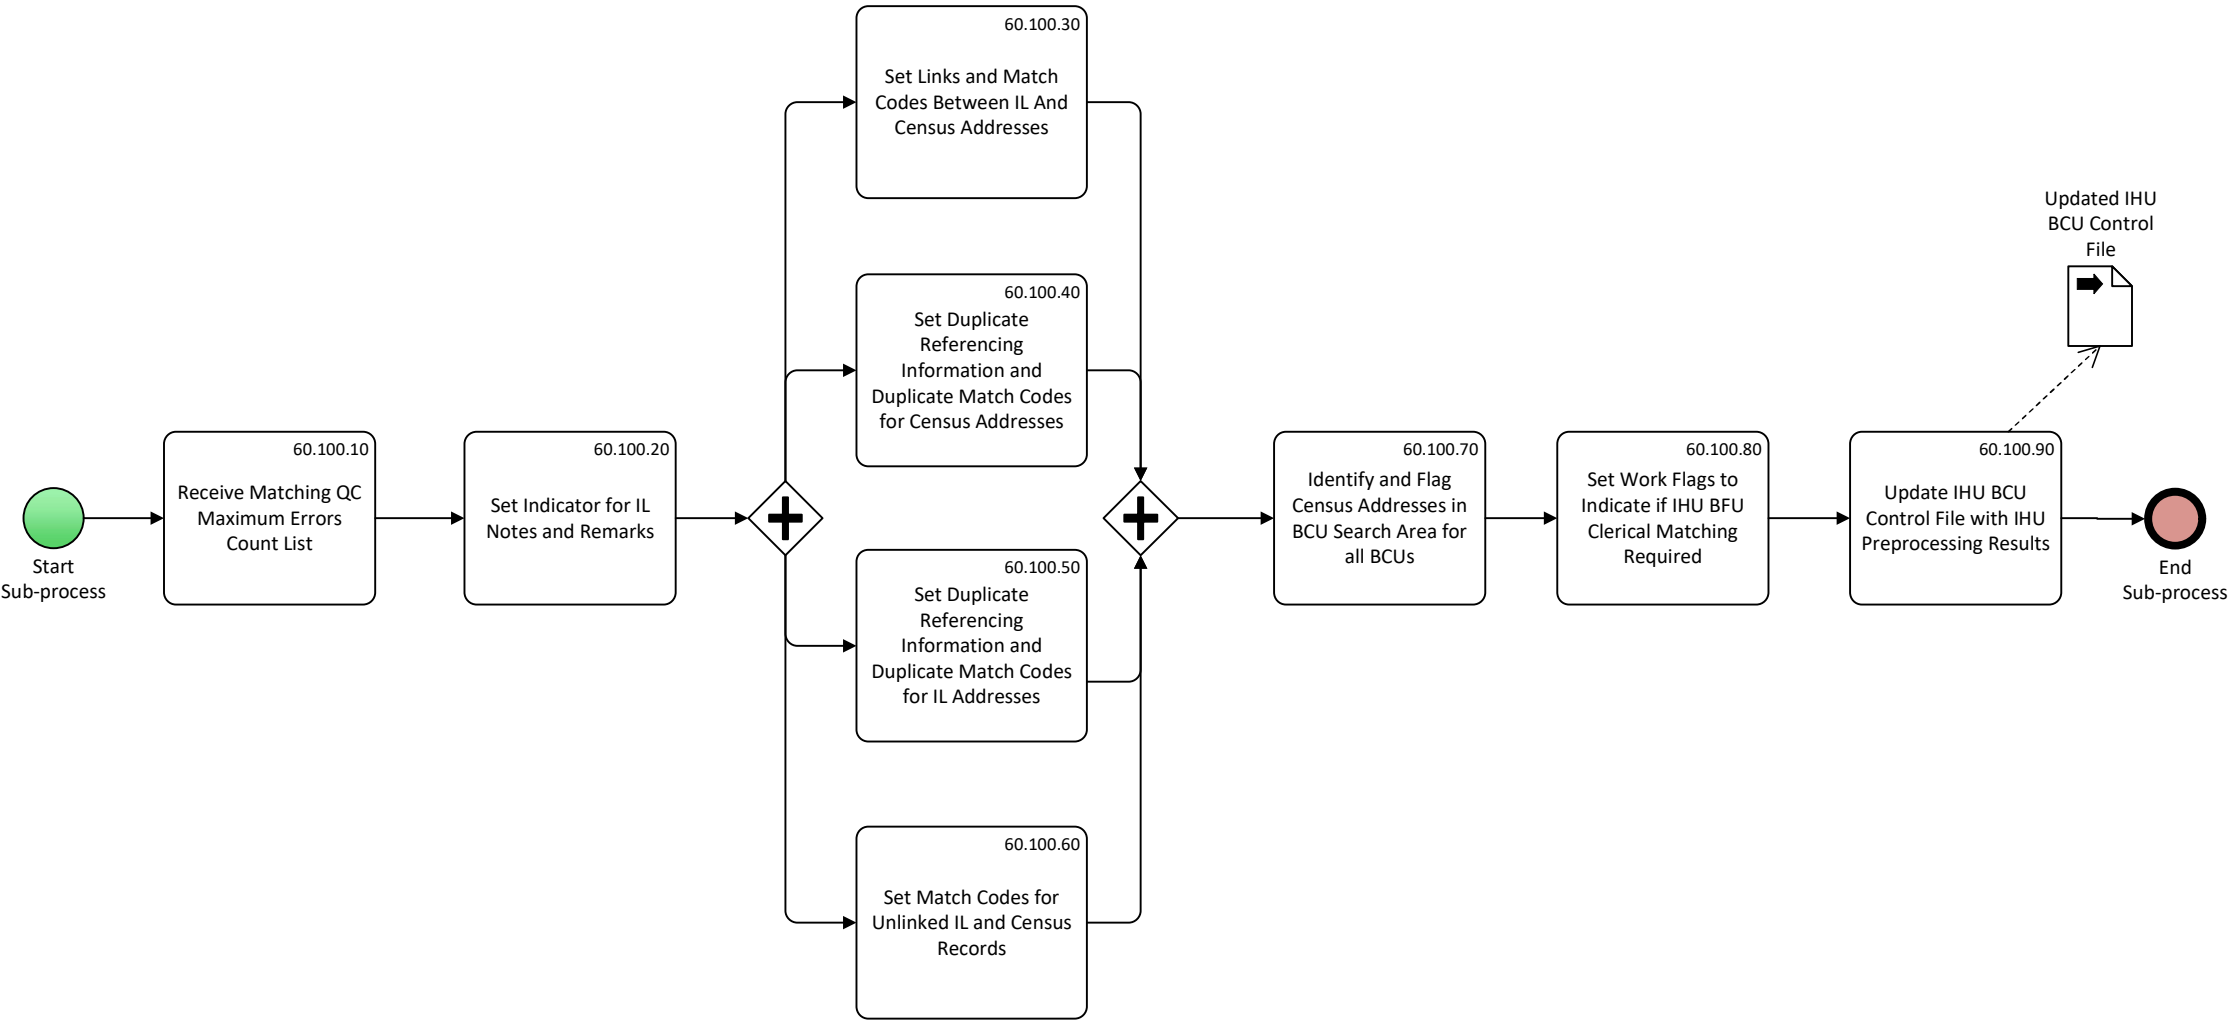 Start
Sub-process
60.100.10
Receive Matching QC
Maximum Errors
Count List
60.100.20
Set Indicator for IL
Notes and Remarks
60.100.30
Set Links and Match
Codes Between IL And
Census Addresses
60.100.40
Set Duplicate
Referencing
Information and
Duplicate Match Codes
for Census Addresses
60.100.50
Set Duplicate
Referencing
Information and
Duplicate Match Codes
for IL Addresses
60.100.60
Set Match Codes for
Unlinked IL and Census
Records
60.100.70
Identify and Flag
Census Addresses in
BCU Search Area for
all BCUs
60.100.80
Set Work Flags to
Indicate if IHU BFU
Clerical Matching
Required
60.100.90
Update IHU BCU
Control File with IHU
Preprocessing Results
Updated IHU
BCU Control
File
End
Sub-process